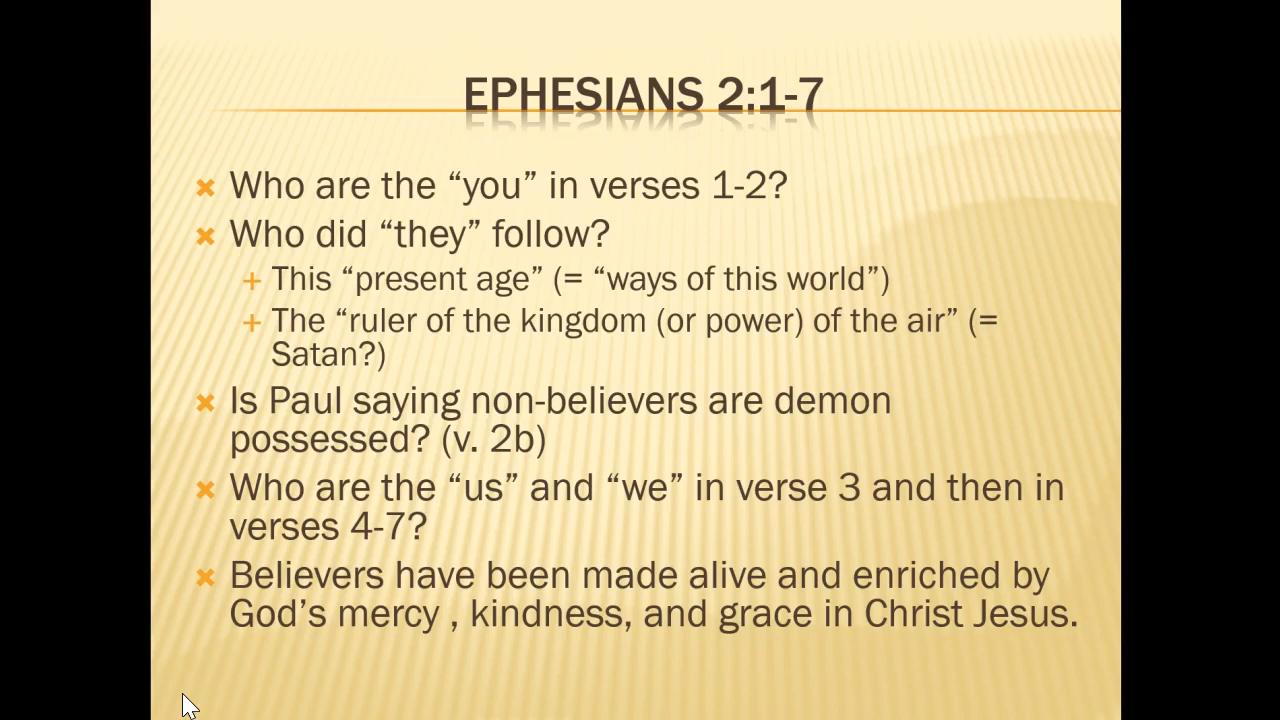 EPHESIANS 2:1-7
Who are the “you” in verses 1-2?
Who did “they” follow?
This “present age” (= “ways of this world”)
The “ruler of the kingdom (or power) of the air” (=
Satan?)
Is Paul saying non-believers are demon
possessed? (v. 2b)
Who are the “us” and “we” in verse 3 and then in
verses 4-7?
Believers have been made alive and enriched by
God’s mercy , kindness, and grace in Christ Jesus.